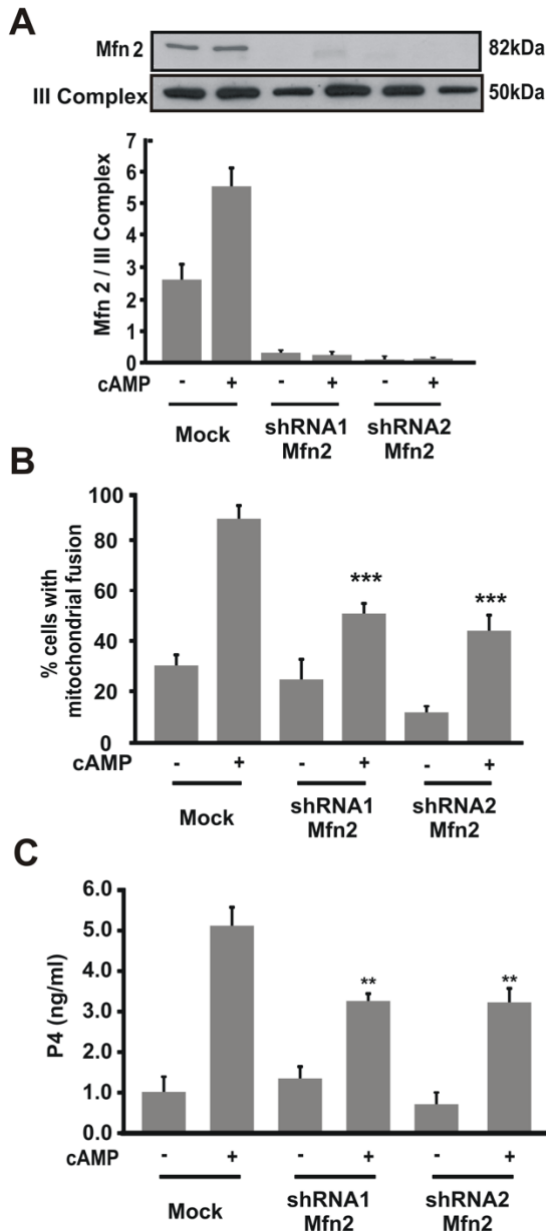 A
Mfn 2 82kDa
III Complex 50kDa
7
6
5
4
3
2
1
0
Mfn 2 / III Complex
cAMP - + - + - +
Mock shRNA1 shRNA2
Mfn2 Mfn2
B
100
80
60
40
20
0
% cells with
mitochondrial fusion
*** ***
cAMP - + - + - +
Mock shRNA1 shRNA2
Mfn2 Mfn2
C
6.0
5.0
4.0
3.0
2.0
1.0
0.0
P4 (ng/ml)
** **
cAMP - + - + - +
Mock shRNA1 shRNA2
Mfn2 Mfn2